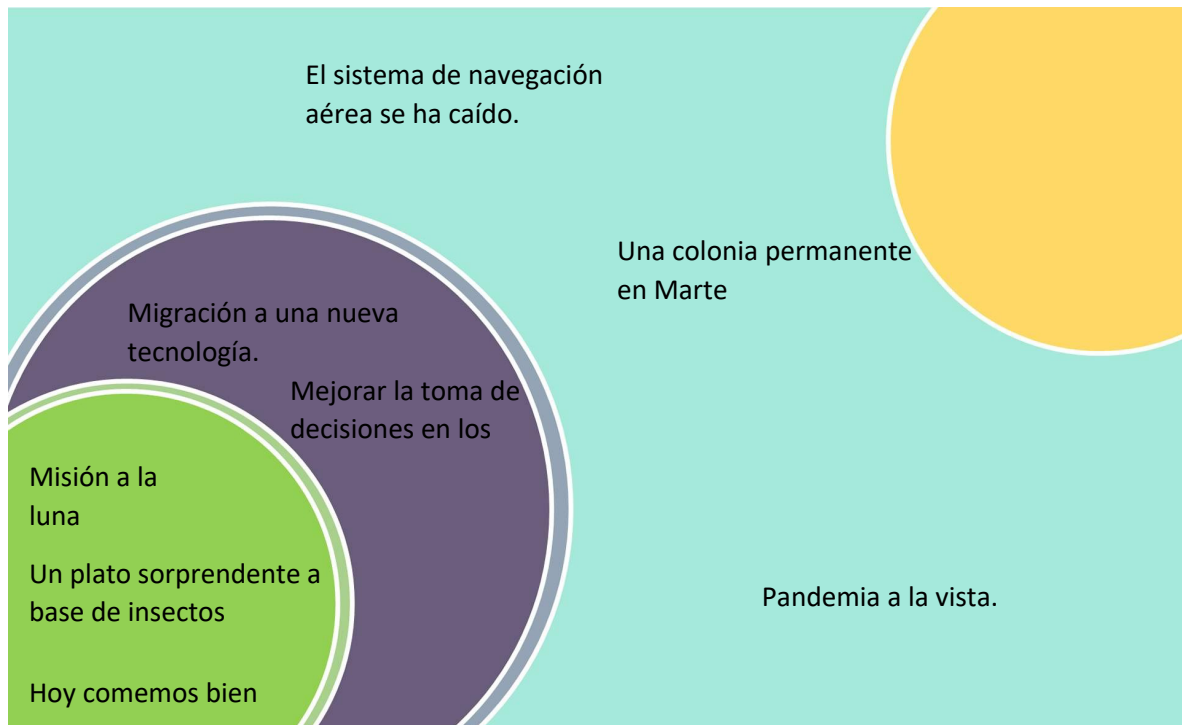 El sistema de navegación
aérea se ha caído.
Una colonia permanente
en Marte
Migración a una nueva
tecnología.
Mejorar la toma de
decisiones en los
Misión a la
luna
Un plato sorprendente a
base de insectos
Pandemia a la vista.
Hoy comemos bien